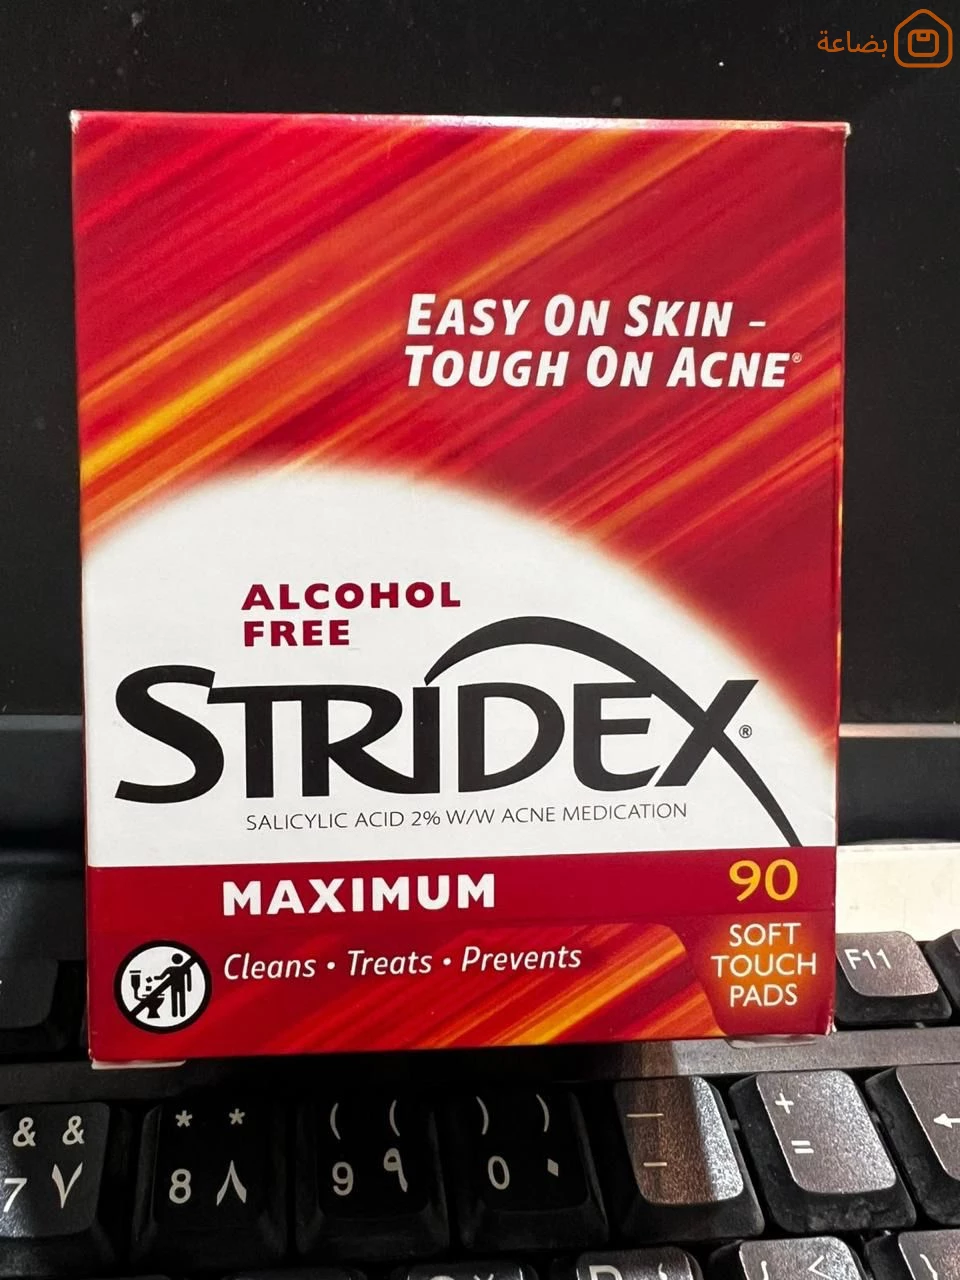 بضاعة
EASY ON SKIN –
TOUGH ON ACNE®
ALCOHOL
FREE
STRIDEX®
SALICYLIC ACID 2% W/W ACNE MEDICATION
MAXIMUM
90
SOFT
TOUCH
PADS
Cleans • Treats • Prevents
F11
& &
7 ٧
* *
8 ٨
( (
9 ٩
) )
0 ٠
—
-
+
=